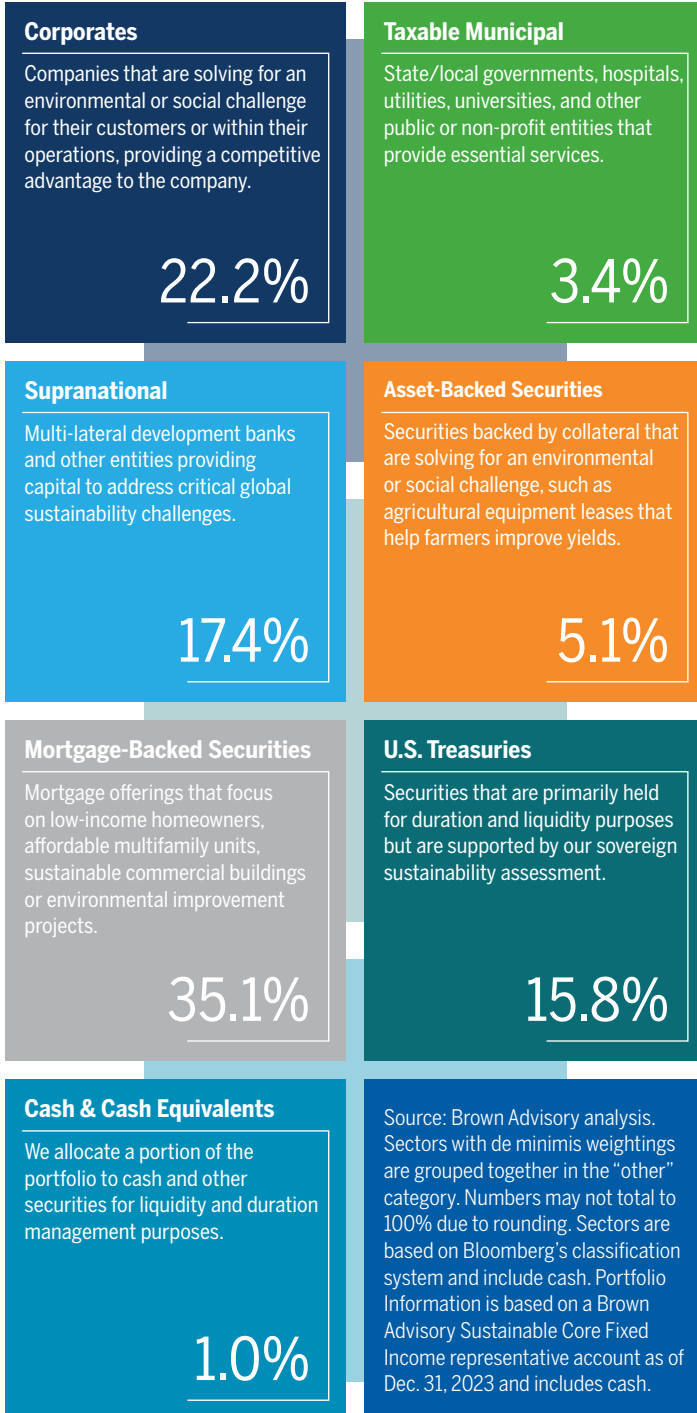 Corporates
Companies that are solving for an
environmental or social challenge
for their customers or within their
operations, providing a competitive
advantage to the company.
22.2%
Taxable Municipal
State/local governments, hospitals,
utilities, universities, and other
public or non-profit entities that
provide essential services.
3.4%
Supranational
Multi-lateral development banks
and other entities providing
capital to address critical global
sustainability challenges.
17.4%
Asset-Backed Securities
Securities backed by collateral that
are solving for an environmental
or social challenge, such as
agricultural equipment leases that
help farmers improve yields.
5.1%
Mortgage-Backed Securities
Mortgage offerings that focus
on low-income homeowners,
affordable multifamily units,
sustainable commercial buildings
or environmental improvement
projects.
35.1%
U.S. Treasuries
Securities that are primarily held
for duration and liquidity purposes
but are supported by our sovereign
sustainability assessment.
15.8%
Cash & Cash Equivalents
We allocate a portion of the
portfolio to cash and other
securities for liquidity and duration
management purposes.
1.0%
Source: Brown Advisory analysis.
Sectors with de minimis weightings
are grouped together in the “other”
category. Numbers may not total to
100% due to rounding. Sectors are
based on Bloomberg’s classification
system and include cash. Portfolio
Information is based on a Brown
Advisory Sustainable Core Fixed
Income representative account as of
Dec. 31, 2023 and includes cash.